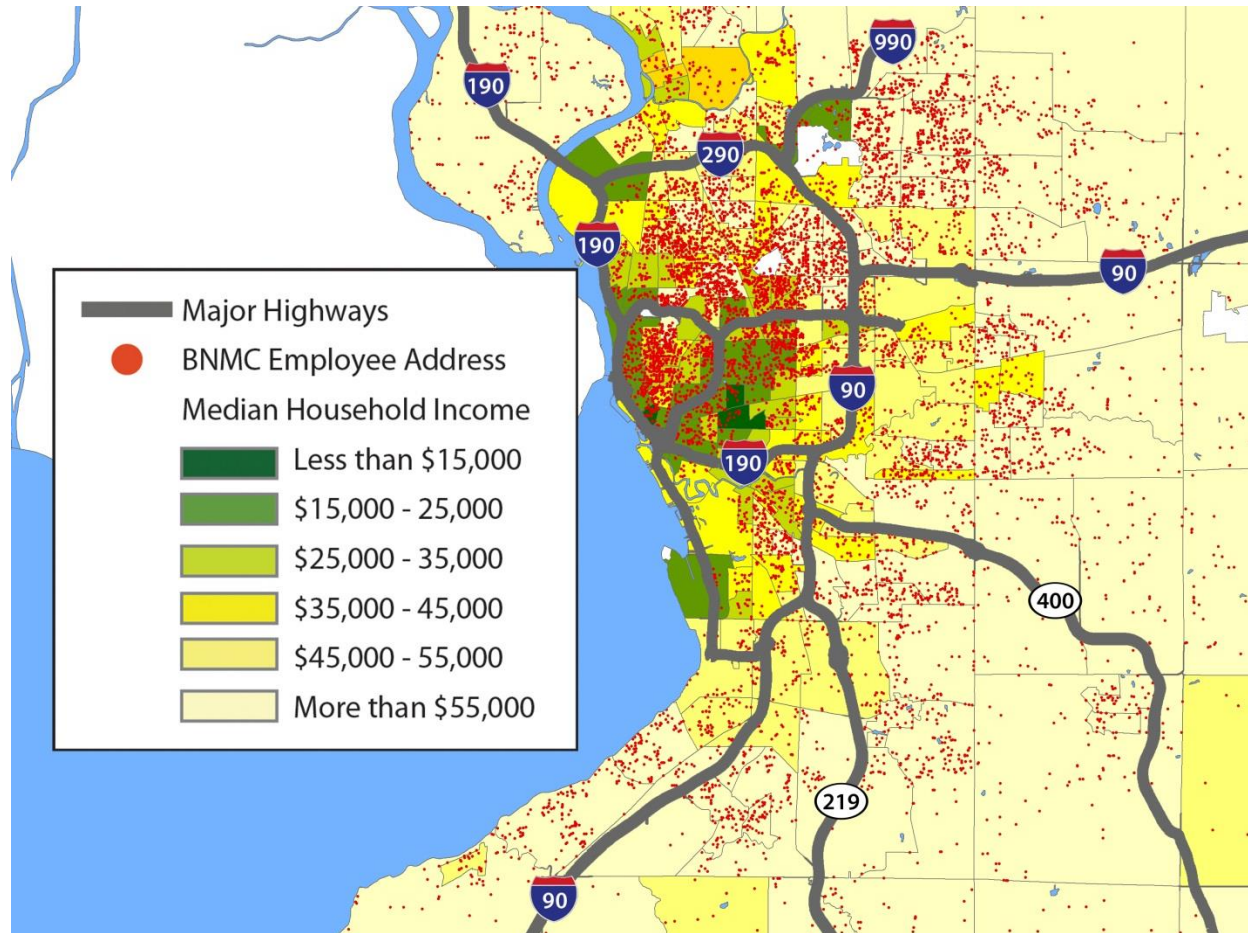 990
190
290
190
90
Major Highways
BNMC Employee Address
Median Household Income
Less than $15,000
$15,000 - 25,000
$25,000 - 35,000
$35,000 - 45,000
$45,000 - 55,000
More than $55,000
90
190
400
219
90